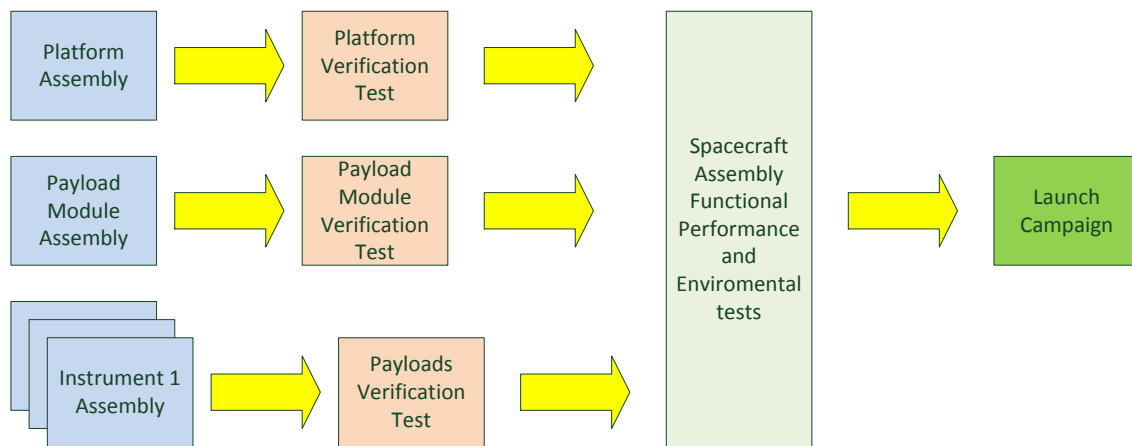 Platform
Assembly
Platform
Verification
Test
Payload
Module
Assembly
Payload
Module
Verification
Test
Instrument 1
Assembly
Payloads
Verification
Test
Spacecraft
Assembly
Functional
Performance
and
Enviromental
tests
Launch
Campaign